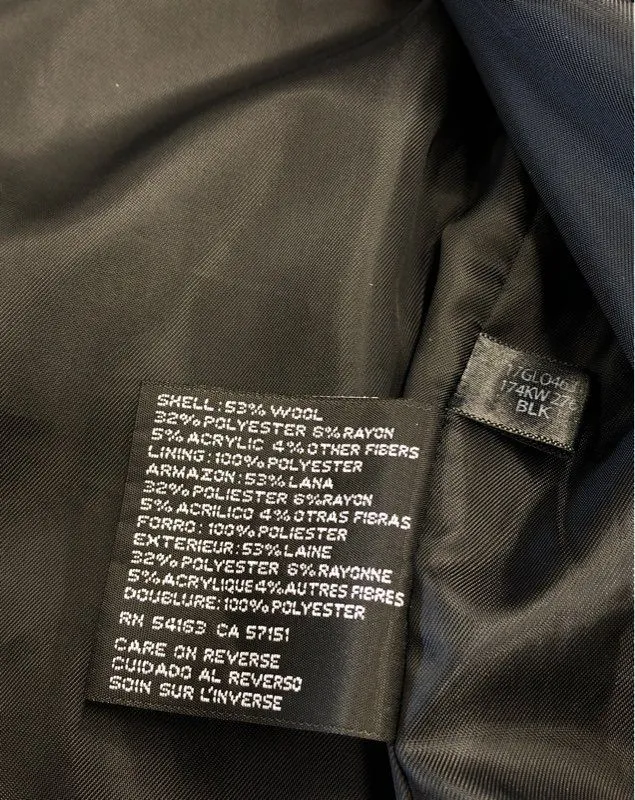 SHELL:53% WOOL
32%POLYESTER 6%RAYON
5% ACRYLIC 4%OTHER FIBERS
LINING:100%POLYESTER
ARMAZON:53%LANA
32%POLIESTER 6%RAYON
5% ACRILICO 4%OTRAS FIBRAS
FORRO:100%POLIESTER
EXTERIEUR:53%LAINE
32%POLYESTER 6%RAYONNE
5%ACRYLIQUE4%AUTRES FIBRES
DOUBLURE:100%POLYESTER
RN 54163 CA 57151
CARE ON REVERSE
CUIDADO AL REVERSO
SOIN SUR L'INVERSE
174KW
BLK